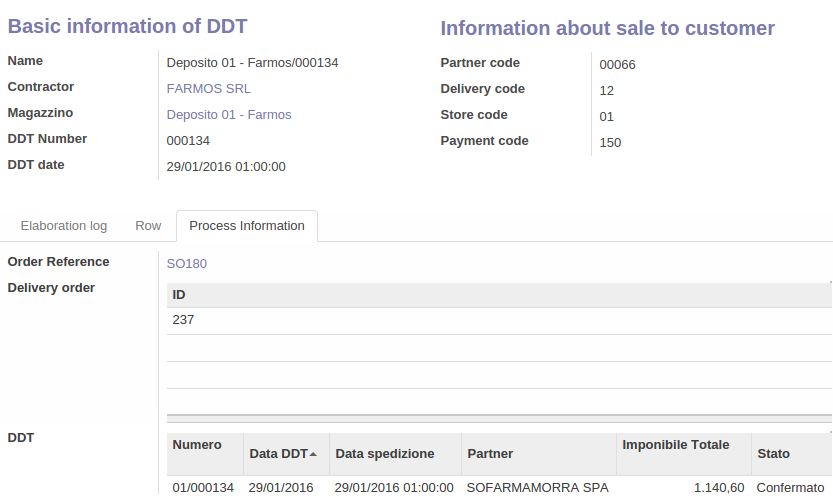 Basic information of DDT
Name Deposito 01 - Farmos/000134
Contractor FARMOS SRL
Magazzino Deposito 01 - Farmos
DDT Number 000134
DDT date 29/01/2016 01:00:00
Information about sale to customer
Partner code 00066
Delivery code 12
Store code 01
Payment code 150
Elaboration log Row Process Information
Order Reference SO180
Delivery order
ID
237
DDT
Numero Data DDT Data spedizione Partner Imponibile Totale Stato
01/000134 29/01/2016 29/01/2016 01:00:00 SOFARMAMORRA SPA 1.140,60 Confermato